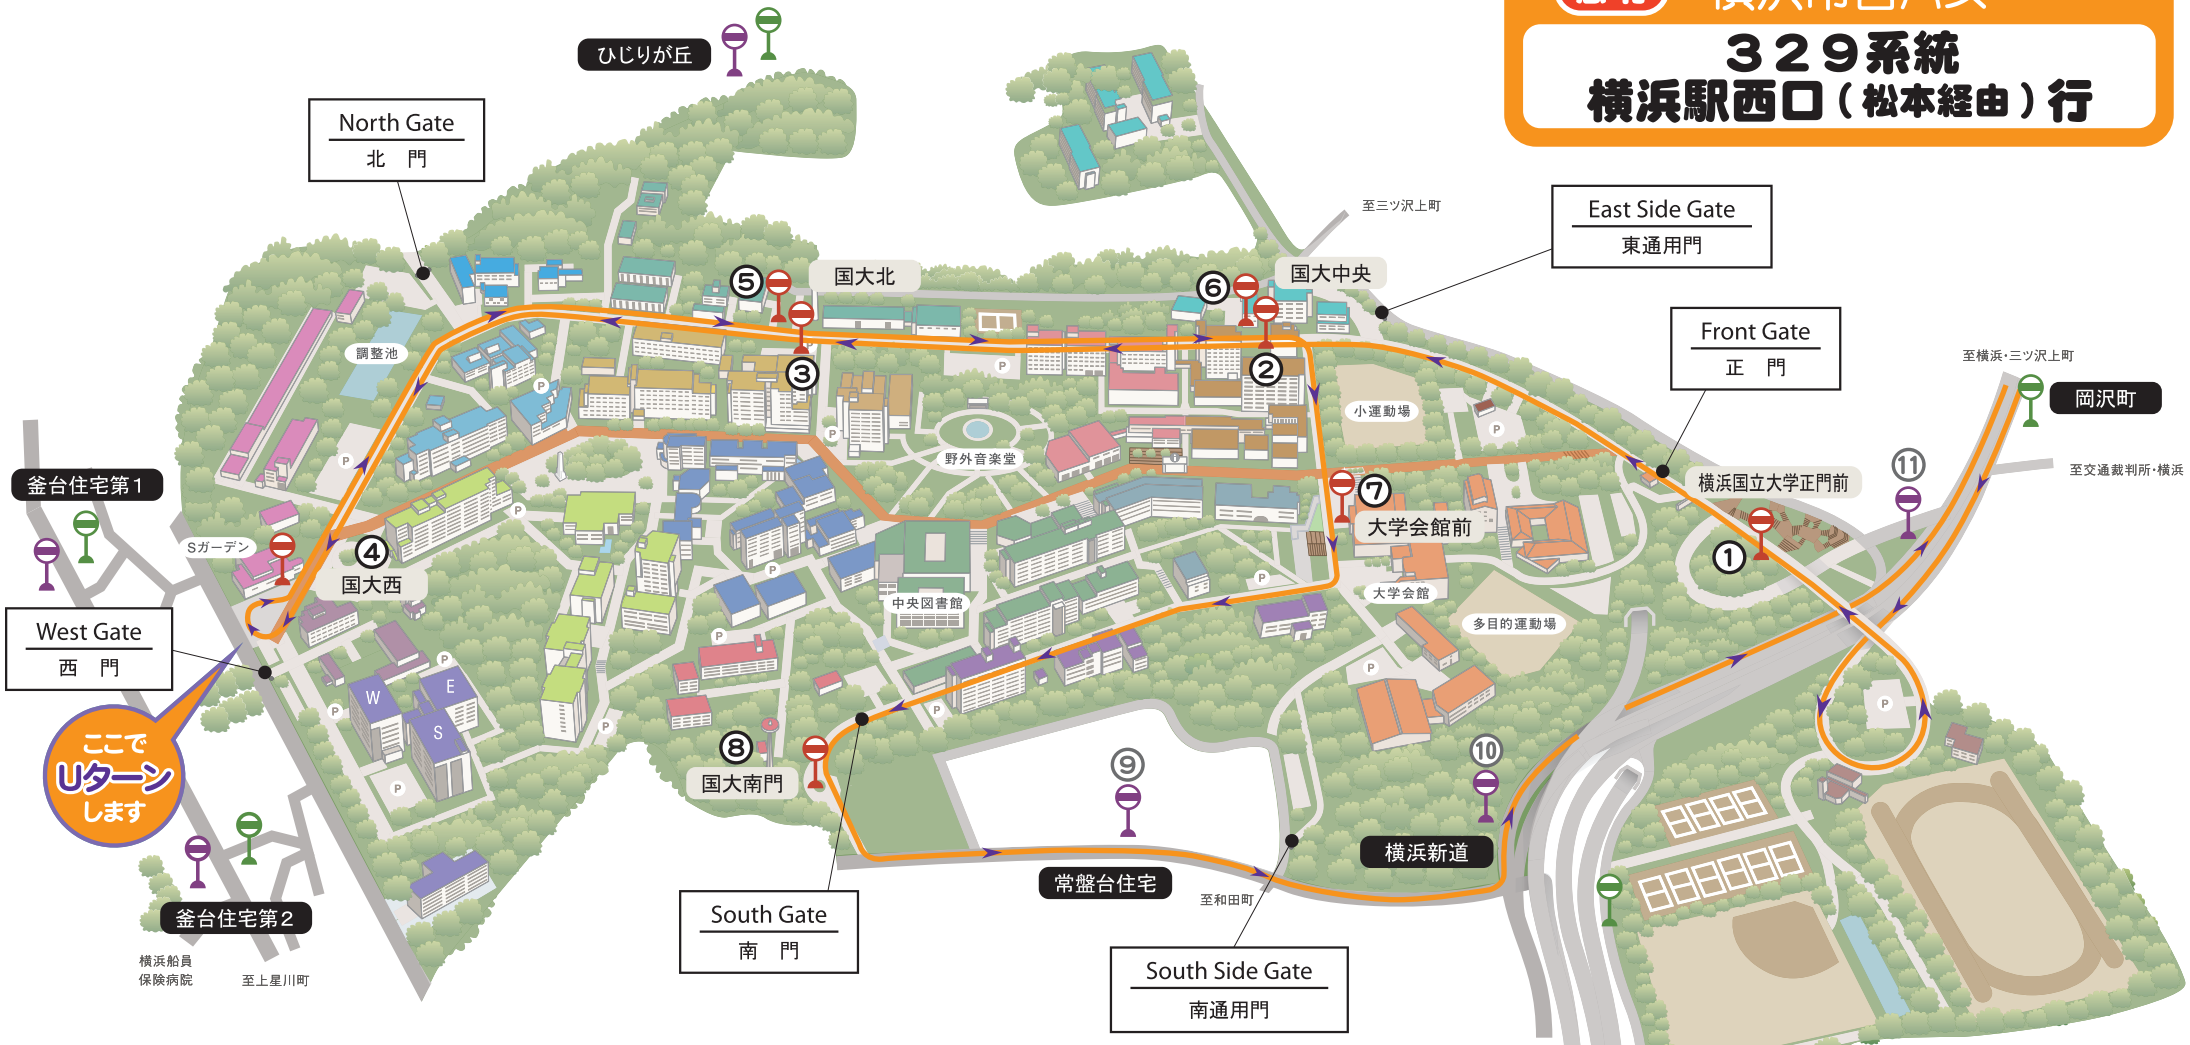 横浜市営バス
329系統
横浜駅西口(松本経由)行
ひじりが丘
North Gate
北 門
至三ツ沢上町
East Side Gate
東通用門
⑤
国大北
⑥
国大中央
Front Gate
正 門
至横浜・三ツ沢上町
岡沢町
調整池
P
③
P
②
小運動場
P
P
野外音楽堂
P
P
⑪
至交通裁判所・横浜
横浜国立大学正門前
釜台住宅第1
P
⑦
大学会館前
①
Sガーデン
④
国大西
P
P
中央図書館
大学会館
多目的運動場
West Gate
西 門
P
P
P
W
E
S
P
P
P
P
ここで
Uターン
します
⑧
国大南門
⑨
⑩
P
横浜新道
常盤台住宅
至和田町
釜台住宅第2
横浜船員
保険病院
至上星川町
South Gate
南 門
South Side Gate
南通用門